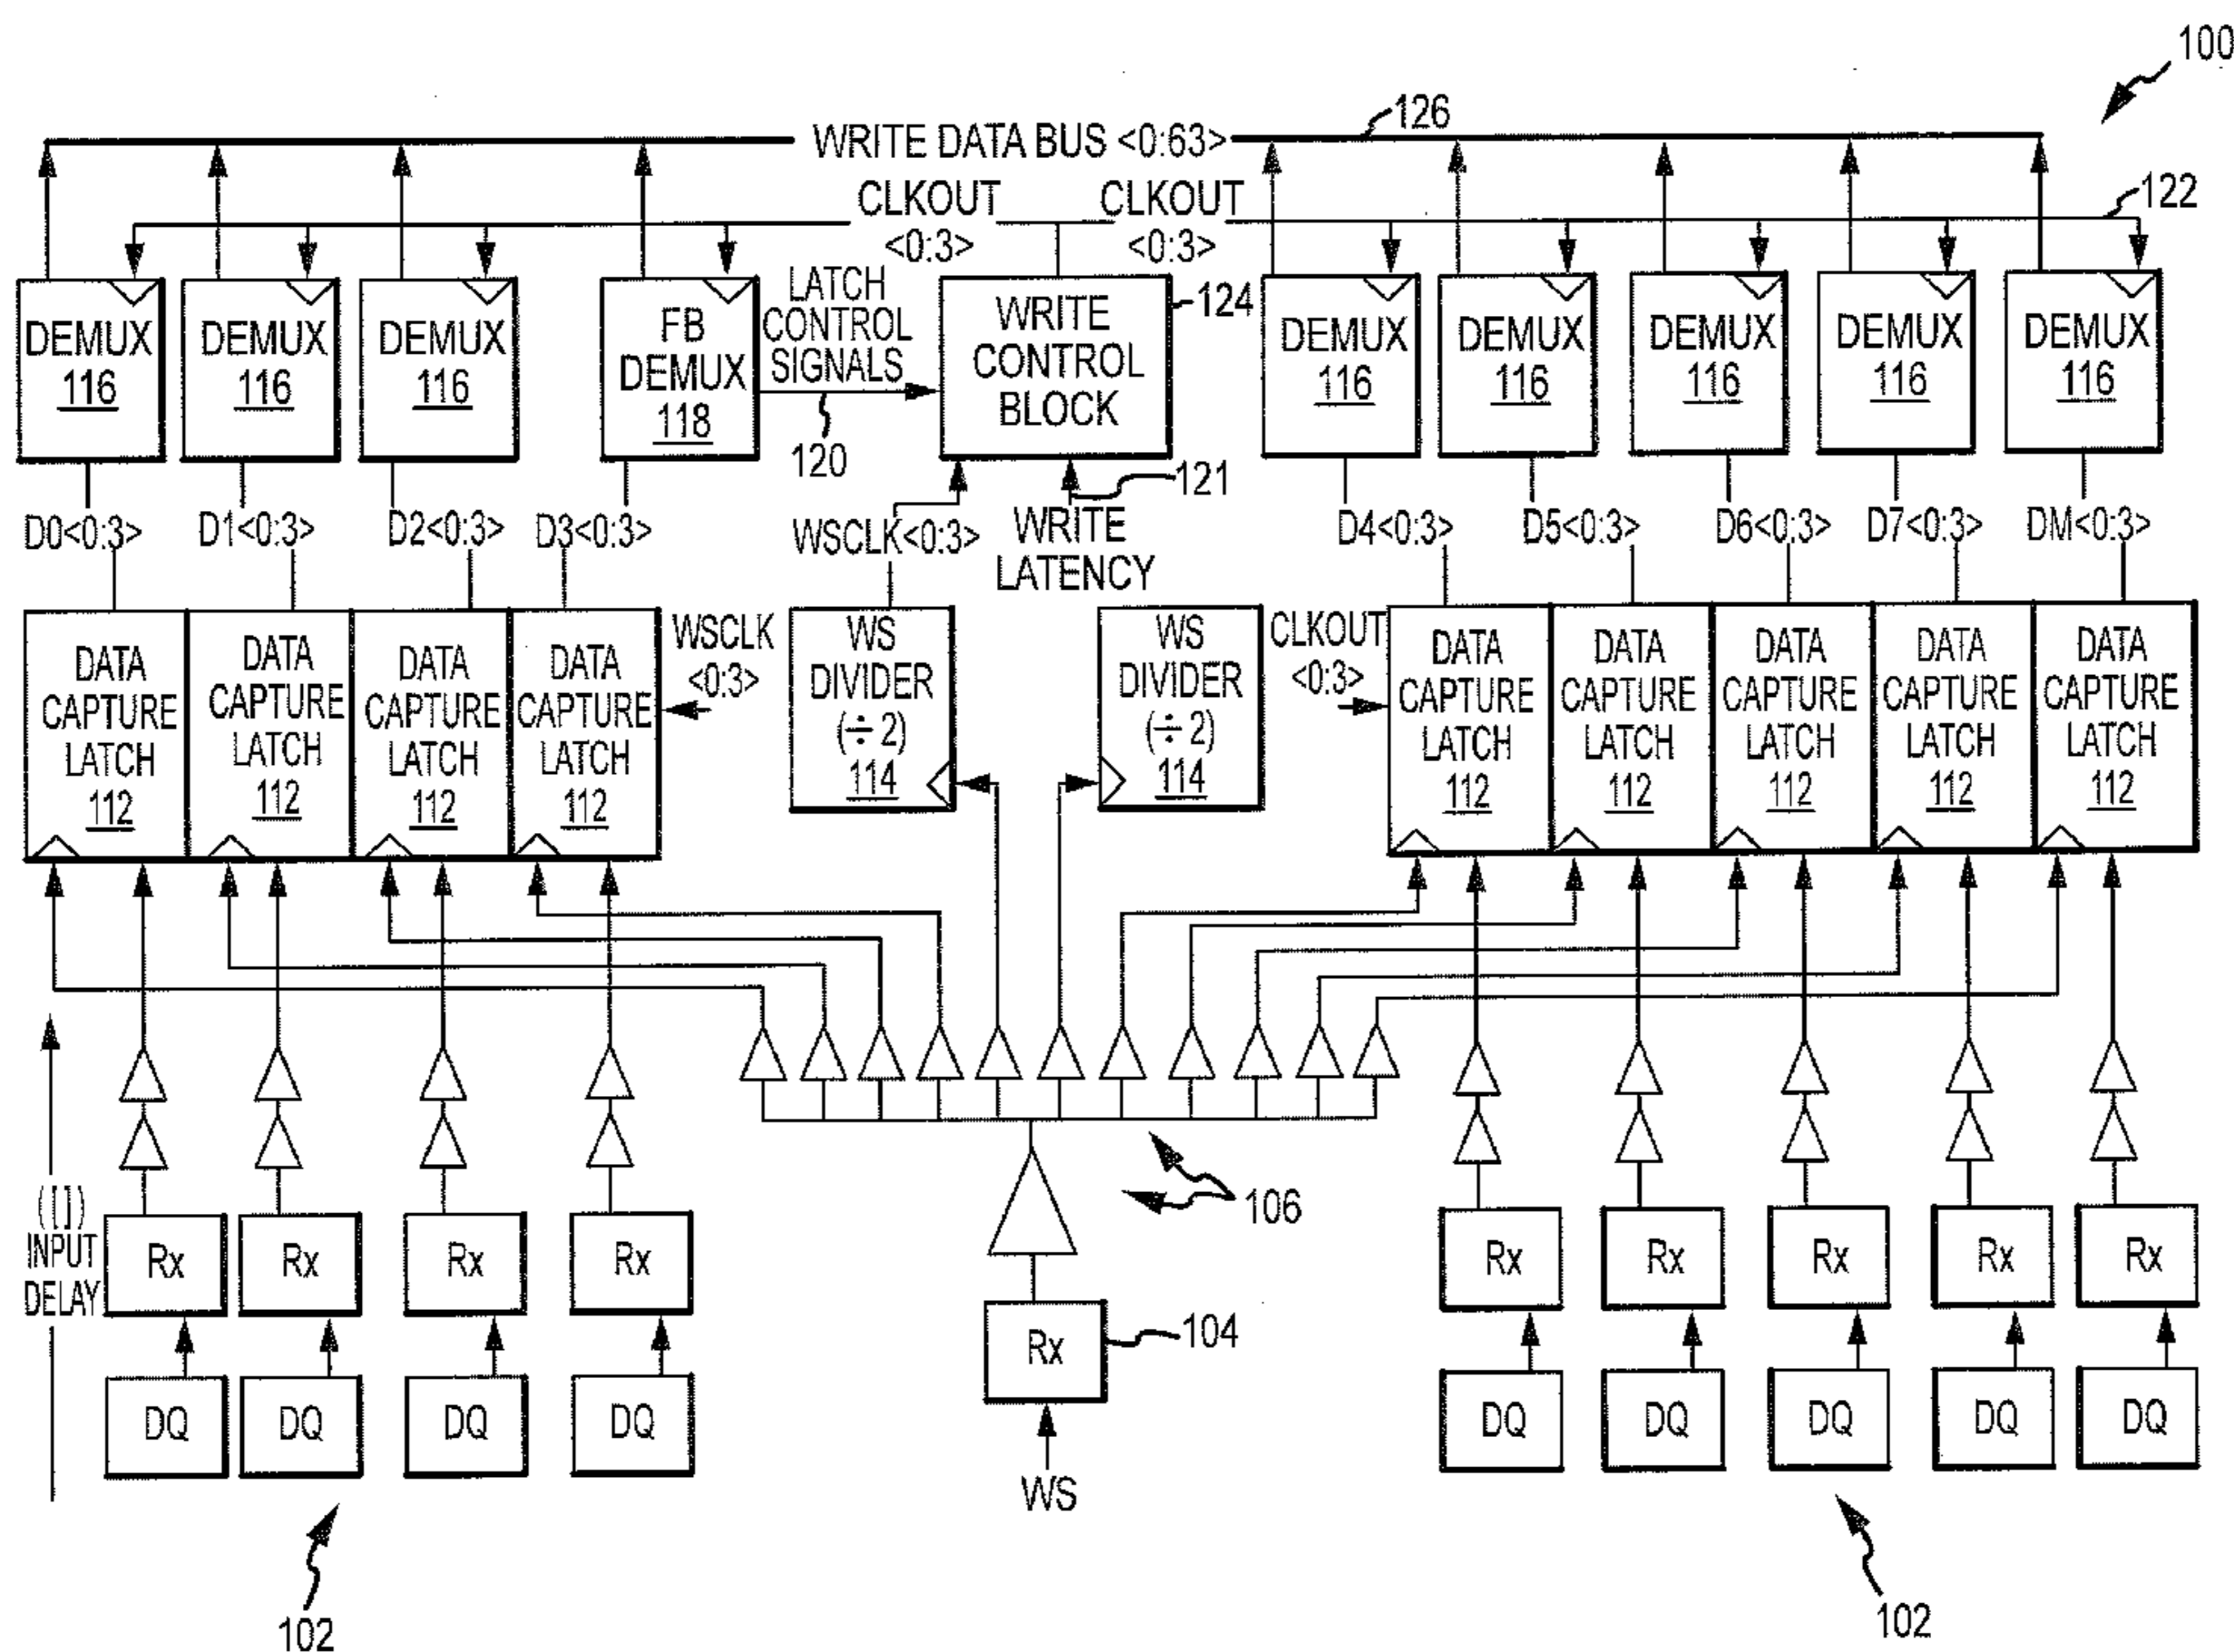 100
126
WRITE DATA BUS <0:63>
CLKOUT
<0:3>
CLKOUT
<0:3>
122
DEMUX
116
DEMUX
116
DEMUX
116
FB
DEMUX
118
LATCH
CONTROL
SIGNALS
120
WRITE
CONTROL
BLOCK
124
DEMUX
116
DEMUX
116
DEMUX
116
DEMUX
116
DEMUX
116
D0<0:3>
D1<0:3>
D2<0:3>
D3<0:3>
WSCLK<0:3>
WRITE
LATENCY
121
D4<0:3>
D5<0:3>
D6<0:3>
D7<0:3>
DM<0:3>
DATA
CAPTURE
LATCH
112
DATA
CAPTURE
LATCH
112
DATA
CAPTURE
LATCH
112
DATA
CAPTURE
LATCH
112
WSCLK
<0:3>
WS
DIVIDER
(÷2)
114
WS
DIVIDER
(÷2)
114
CLKOUT
<0:3>
DATA
CAPTURE
LATCH
112
DATA
CAPTURE
LATCH
112
DATA
CAPTURE
LATCH
112
DATA
CAPTURE
LATCH
112
DATA
CAPTURE
LATCH
112
INPUT
DELAY
106
Rx
Rx
Rx
Rx
Rx
104
Rx
Rx
Rx
Rx
Rx
DQ
DQ
DQ
DQ
WS
DQ
DQ
DQ
DQ
DQ
102
102